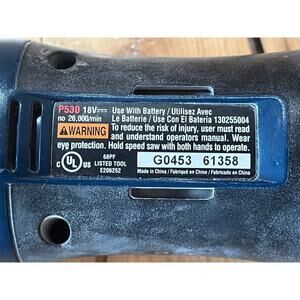 P530 18V⎓ Use With Battery / Utilisez Avec
no 26,000/min Le Batterie / Use Con El Bateria 130255004
⚠WARNING To reduce the risk of injury, user must read
and understand operators manual. Wear
eye protection. Hold speed saw with both hands to operate.
C UL US
68PF
LISTED TOOL
E206252
G0453 61358
Made in China / Fabriqué en China / Fabricado en China